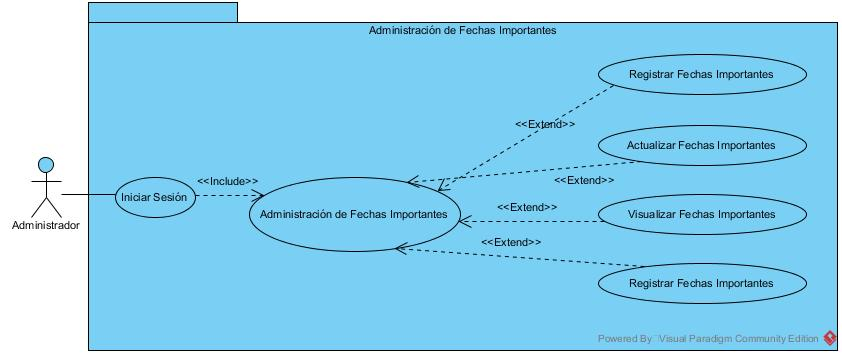 Administración de Fechas Importantes
Registrar Fechas Importantes
<<Extend>>
Actualizar Fechas Importantes
<<Include>>
<<Extend>>
Iniciar Sesión
Administración de Fechas Importantes
<<Extend>>
Visualizar Fechas Importantes
Administrador
<<Extend>>
Registrar Fechas Importantes
Powered By Visual Paradigm Community Edition